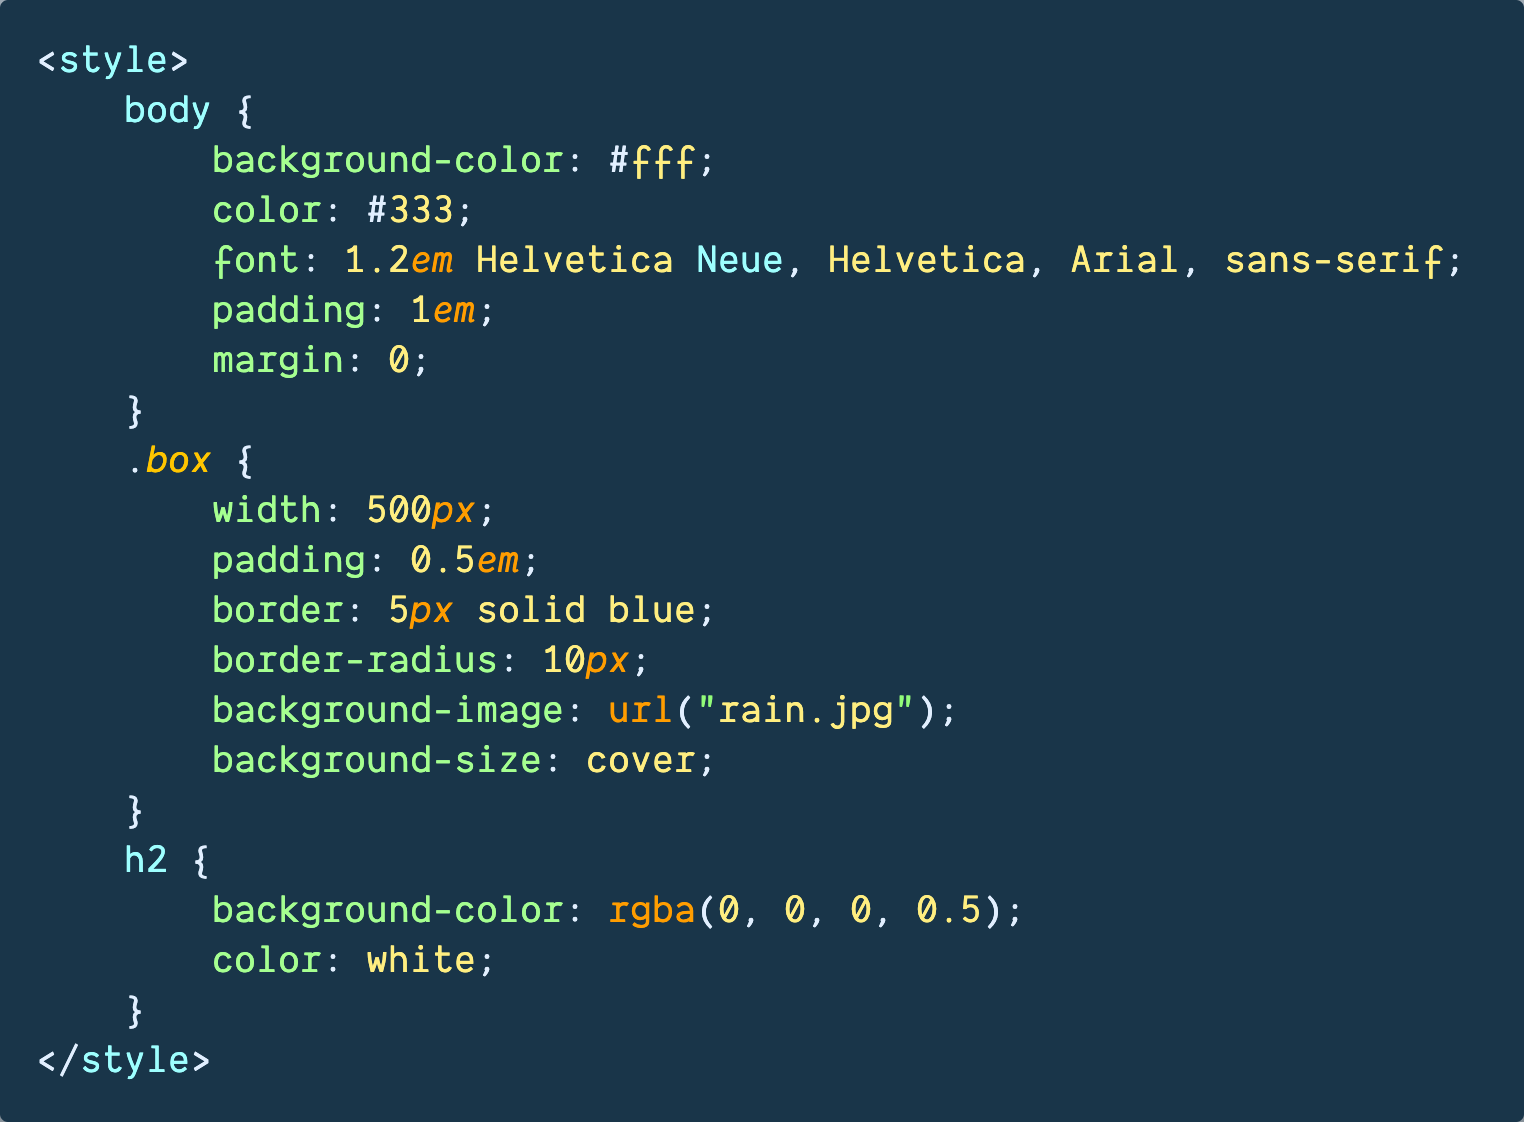 <style>
    body {
        background-color: #fff;
        color: #333;
        font: 1.2em Helvetica Neue, Helvetica, Arial, sans-serif;
        padding: 1em;
        margin: 0;
    }
    .box {
        width: 500px;
        padding: 0.5em;
        border: 5px solid blue;
        border-radius: 10px;
        background-image: url("rain.jpg");
        background-size: cover;
    }
    h2 {
        background-color: rgba(0, 0, 0, 0.5);
        color: white;
    }
</style>